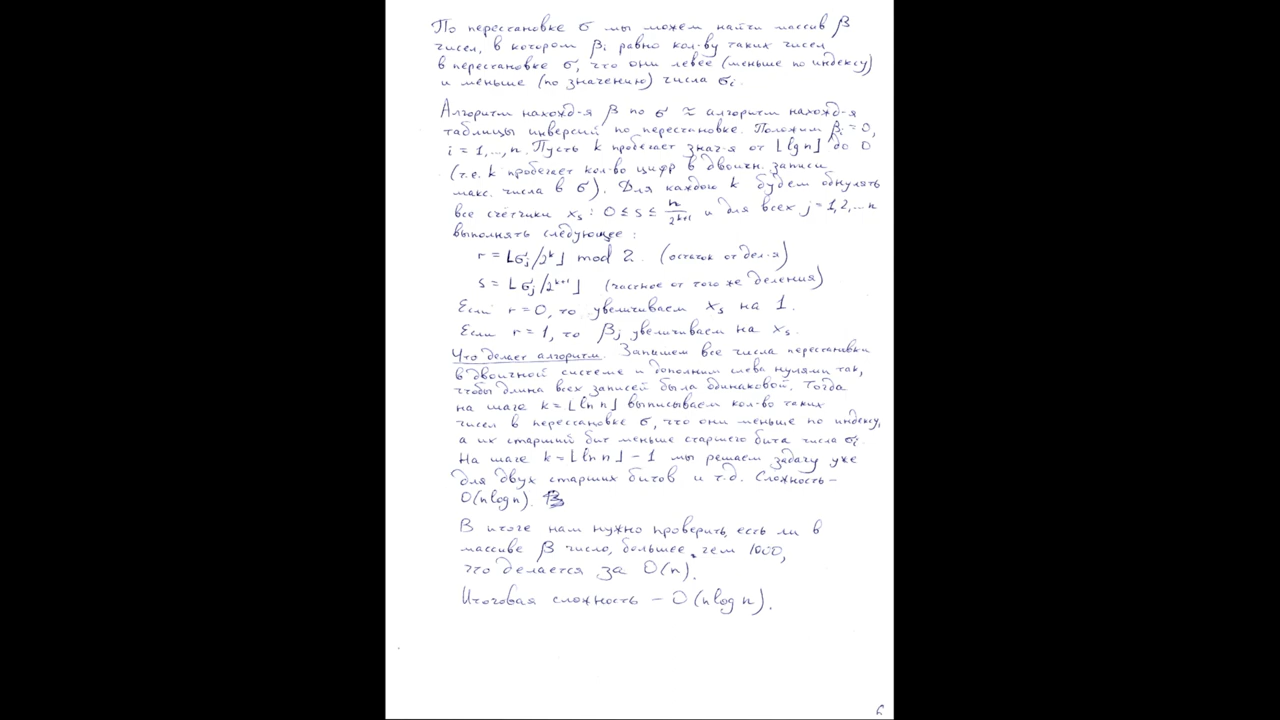 По перестановке σ мы можем найти массив β
чисел, в котором βi равно кол-ву таких чисел
в перестановке σ, что они левее (меньше по индексу)
и меньше (по значению) числа σi.
Алгоритм нахожд-я β по σ ≈ алгоритм нахожд-я
таблицы инверсий по перестановке. Положим βi = 0,
i = 1,...,n. Пусть k пробегает знач-я от ⌊lg n⌋ до 0
(т.е. k пробегает кол-во цифр в двоичн. записи
макс. числа в σ). Для каждого k будем обнулять
все счётчики xs : 0 ≤ s ≤ n/2^(k+1) и для всех j = 1,2,...n
выполнять следующее :
r = ⌊σj/2^k⌋ mod 2. (остаток от дел-я)
s = ⌊σj/2^(k+1)⌋ (частное от того же деления)
Если r = 0, то увеличиваем xs на 1.
Если r = 1, то βj увеличиваем на xs.
Что делает алгоритм. Запишем все числа перестановки
в двоичной системе и дополним слева нулями так,
чтобы длина всех записей была одинаковой. Тогда
на шаге k = ⌊ln n⌋ выписываем кол-во таких
чисел в перестановке σ, что они меньше по индексу,
а их старший бит меньше старшего бита числа σi.
На шаге k = ⌊ln n⌋ - 1 мы решаем задачу уже
для двух старших битов и т.д. Сложность –
O(n log n).
В итоге нам нужно проверить, есть ли в
массиве β число, большее, чем 1000,
что делается за O(n).
Итоговая сложность – O(n log n).